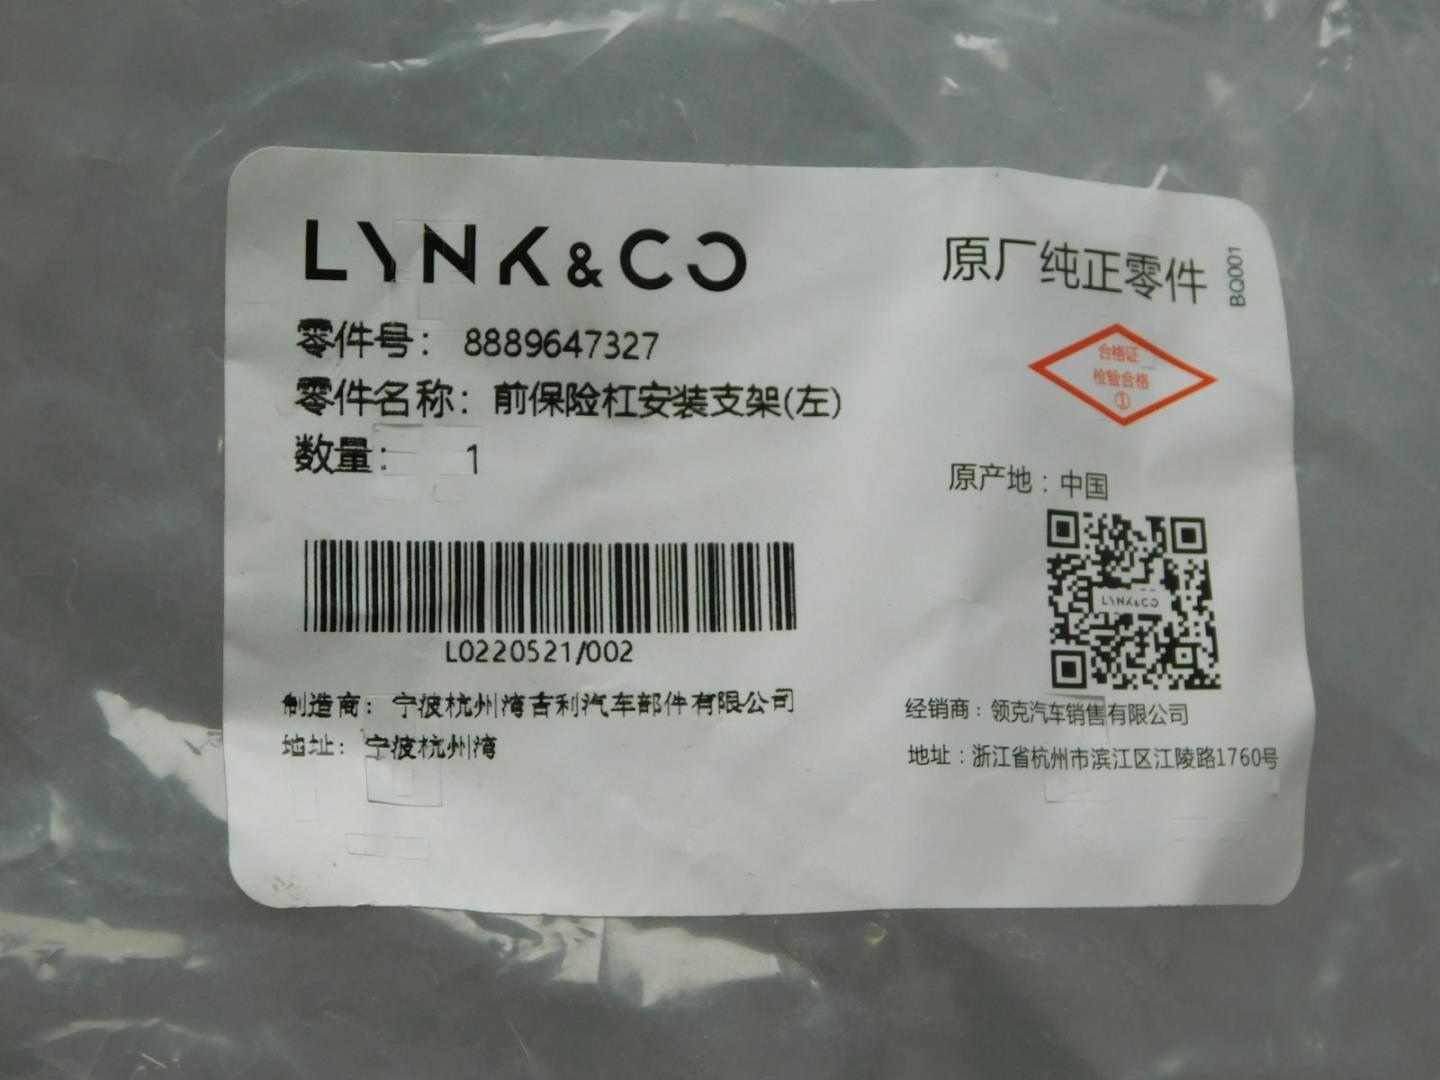 LYNK&CO
零件号：8889647327
零件名称：前保险杠安装支架(左)
数量：1
L0220521/002
制造商：宁波杭州湾吉利汽车部件有限公司
地址：宁波杭州湾
原厂纯正零件
BQ001
合格证
检验合格
①
原产地：中国
LYNK&CO
经销商：领克汽车销售有限公司
地址：浙江省杭州市滨江区江陵路1760号